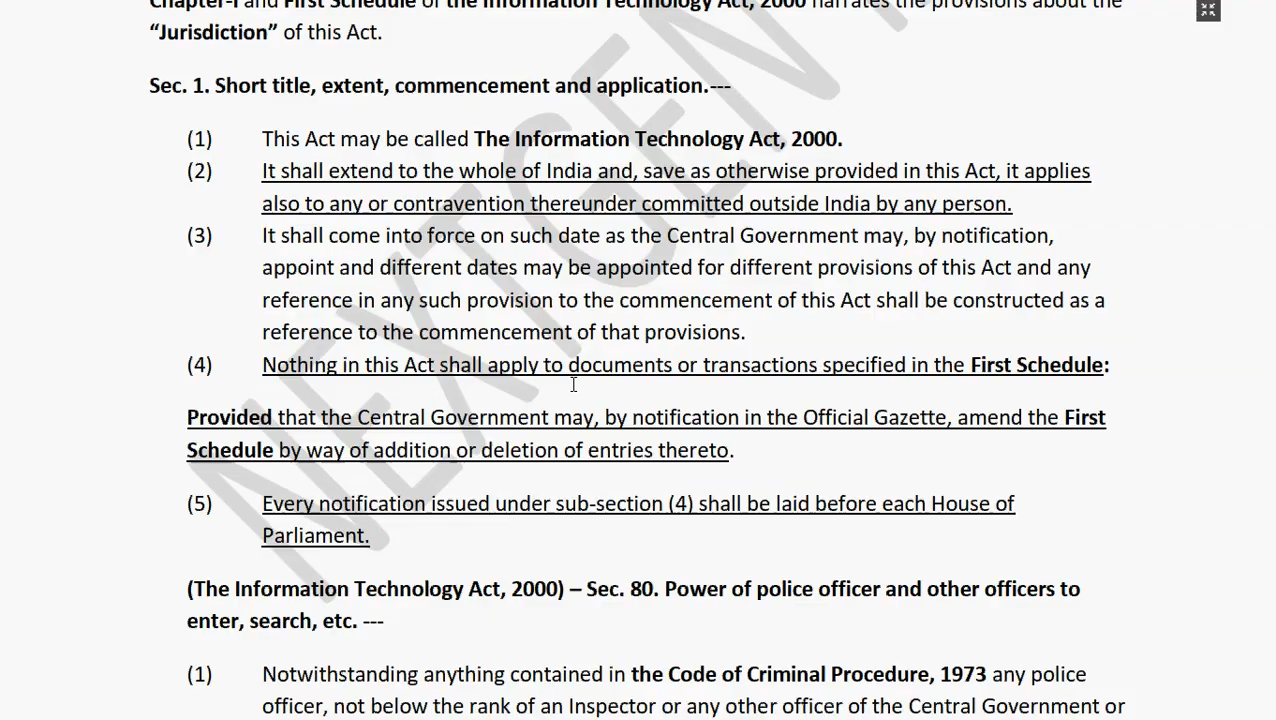 Chapter-I and First Schedule of the Information Technology Act, 2000 narrates the provisions about the
“Jurisdiction” of this Act.
Sec. 1. Short title, extent, commencement and application.---
(1) This Act may be called The Information Technology Act, 2000.
(2) It shall extend to the whole of India and, save as otherwise provided in this Act, it applies
also to any or contravention thereunder committed outside India by any person.
(3) It shall come into force on such date as the Central Government may, by notification,
appoint and different dates may be appointed for different provisions of this Act and any
reference in any such provision to the commencement of this Act shall be constructed as a
reference to the commencement of that provisions.
(4) Nothing in this Act shall apply to documents or transactions specified in the First Schedule:
Provided that the Central Government may, by notification in the Official Gazette, amend the First
Schedule by way of addition or deletion of entries thereto.
(5) Every notification issued under sub-section (4) shall be laid before each House of
Parliament.
(The Information Technology Act, 2000) – Sec. 80. Power of police officer and other officers to
enter, search, etc. ---
(1) Notwithstanding anything contained in the Code of Criminal Procedure, 1973 any police
officer, not below the rank of an Inspector or any other officer of the Central Government or
NEXTGEN